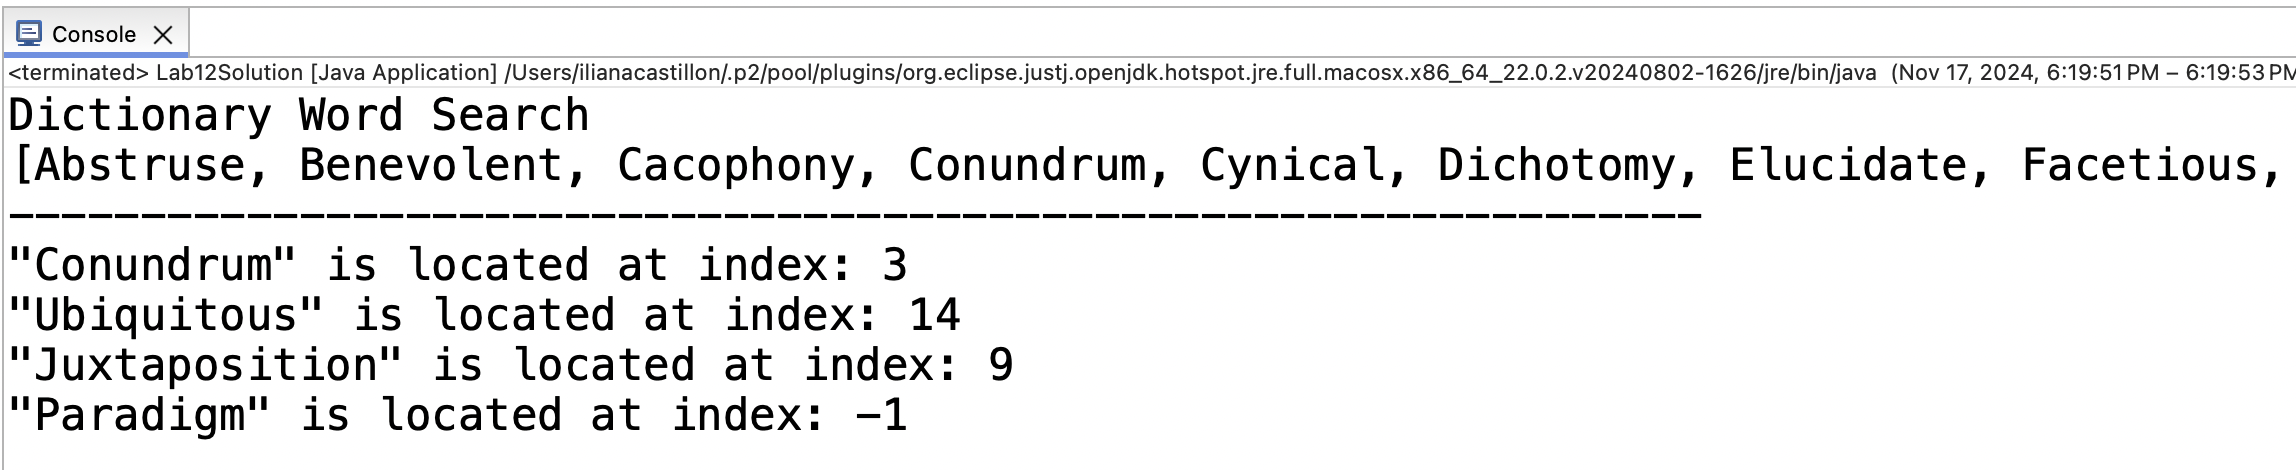 Console
<terminated> Lab12Solution [Java Application] /Users/ilianacastillon/.p2/pool/plugins/org.eclipse.justj.openjdk.hotspot.jre.full.macosx.x86_64_22.0.2.v20240802-1626/jre/bin/java (Nov 17, 2024, 6:19:51 PM – 6:19:53 PM
Dictionary Word Search
[Abstruse, Benevolent, Cacophony, Conundrum, Cynical, Dichotomy, Elucidate, Facetious,
----------------------------------------------------------------
"Conundrum" is located at index: 3
"Ubiquitous" is located at index: 14
"Juxtaposition" is located at index: 9
"Paradigm" is located at index: -1